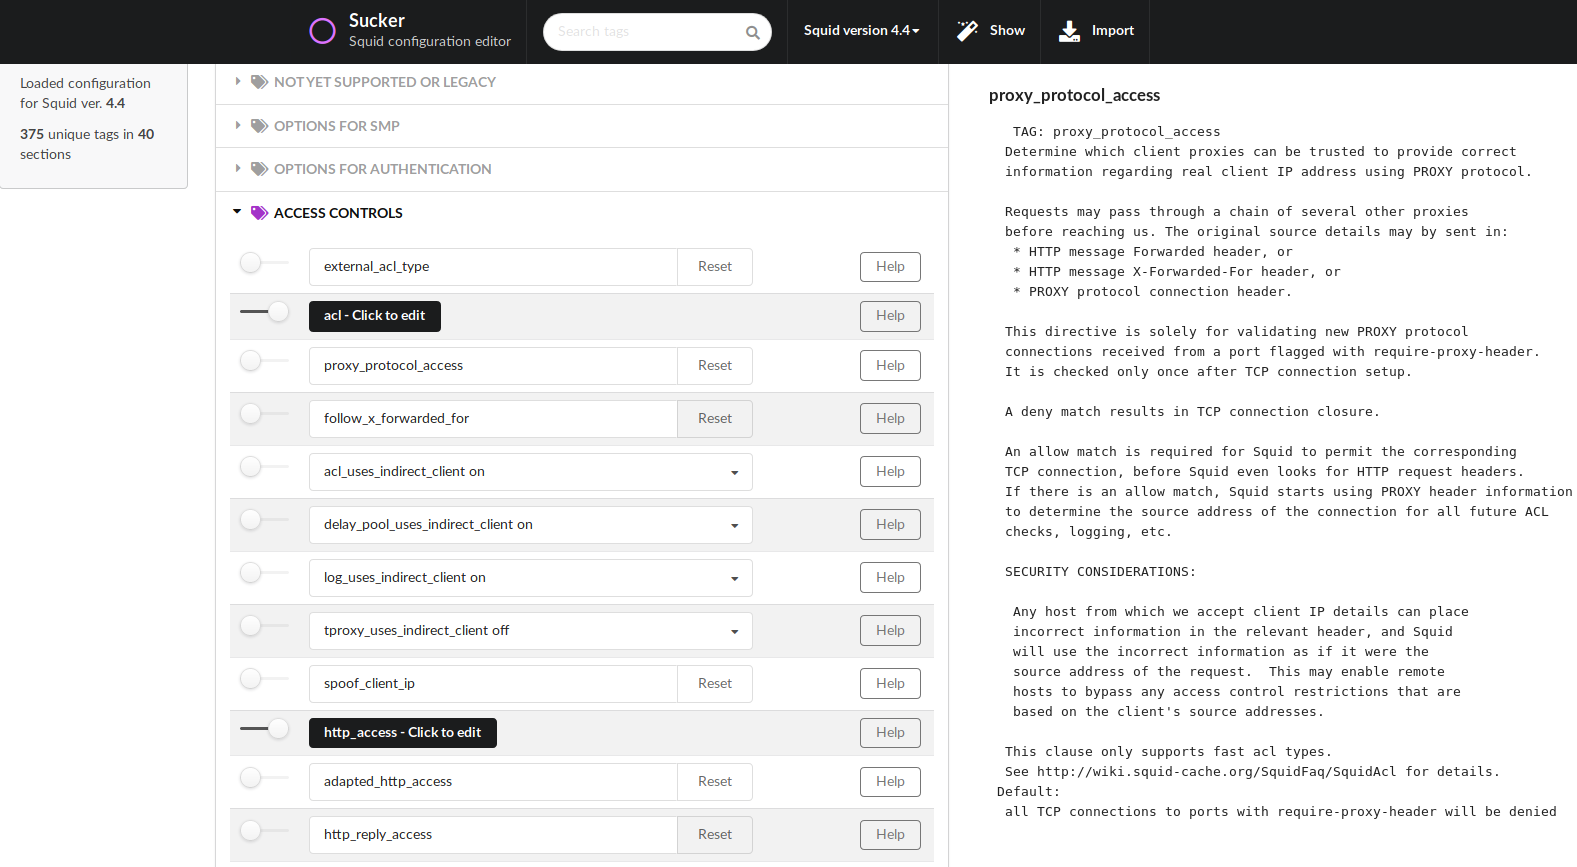 Sucker
Squid configuration editor
Search tags
Squid version 4.4
Show
Import
Loaded configuration
for Squid ver. 4.4
375 unique tags in 40
sections
NOT YET SUPPORTED OR LEGACY
OPTIONS FOR SMP
OPTIONS FOR AUTHENTICATION
ACCESS CONTROLS
external_acl_type Reset Help
acl - Click to edit Help
proxy_protocol_access Reset Help
follow_x_forwarded_for Reset Help
acl_uses_indirect_client on Help
delay_pool_uses_indirect_client on Help
log_uses_indirect_client on Help
tproxy_uses_indirect_client off Help
spoof_client_ip Reset Help
http_access - Click to edit Help
adapted_http_access Reset Help
http_reply_access Reset Help
proxy_protocol_access
TAG: proxy_protocol_access
Determine which client proxies can be trusted to provide correct
information regarding real client IP address using PROXY protocol.
Requests may pass through a chain of several other proxies
before reaching us. The original source details may by sent in:
* HTTP message Forwarded header, or
* HTTP message X-Forwarded-For header, or
* PROXY protocol connection header.
This directive is solely for validating new PROXY protocol
connections received from a port flagged with require-proxy-header.
It is checked only once after TCP connection setup.
A deny match results in TCP connection closure.
An allow match is required for Squid to permit the corresponding
TCP connection, before Squid even looks for HTTP request headers.
If there is an allow match, Squid starts using PROXY header information
to determine the source address of the connection for all future ACL
checks, logging, etc.
SECURITY CONSIDERATIONS:
Any host from which we accept client IP details can place
incorrect information in the relevant header, and Squid
will use the incorrect information as if it were the
source address of the request.  This may enable remote
hosts to bypass any access control restrictions that are
based on the client's source addresses.
This clause only supports fast acl types.
See http://wiki.squid-cache.org/SquidFaq/SquidAcl for details.
Default:
all TCP connections to ports with require-proxy-header will be denied